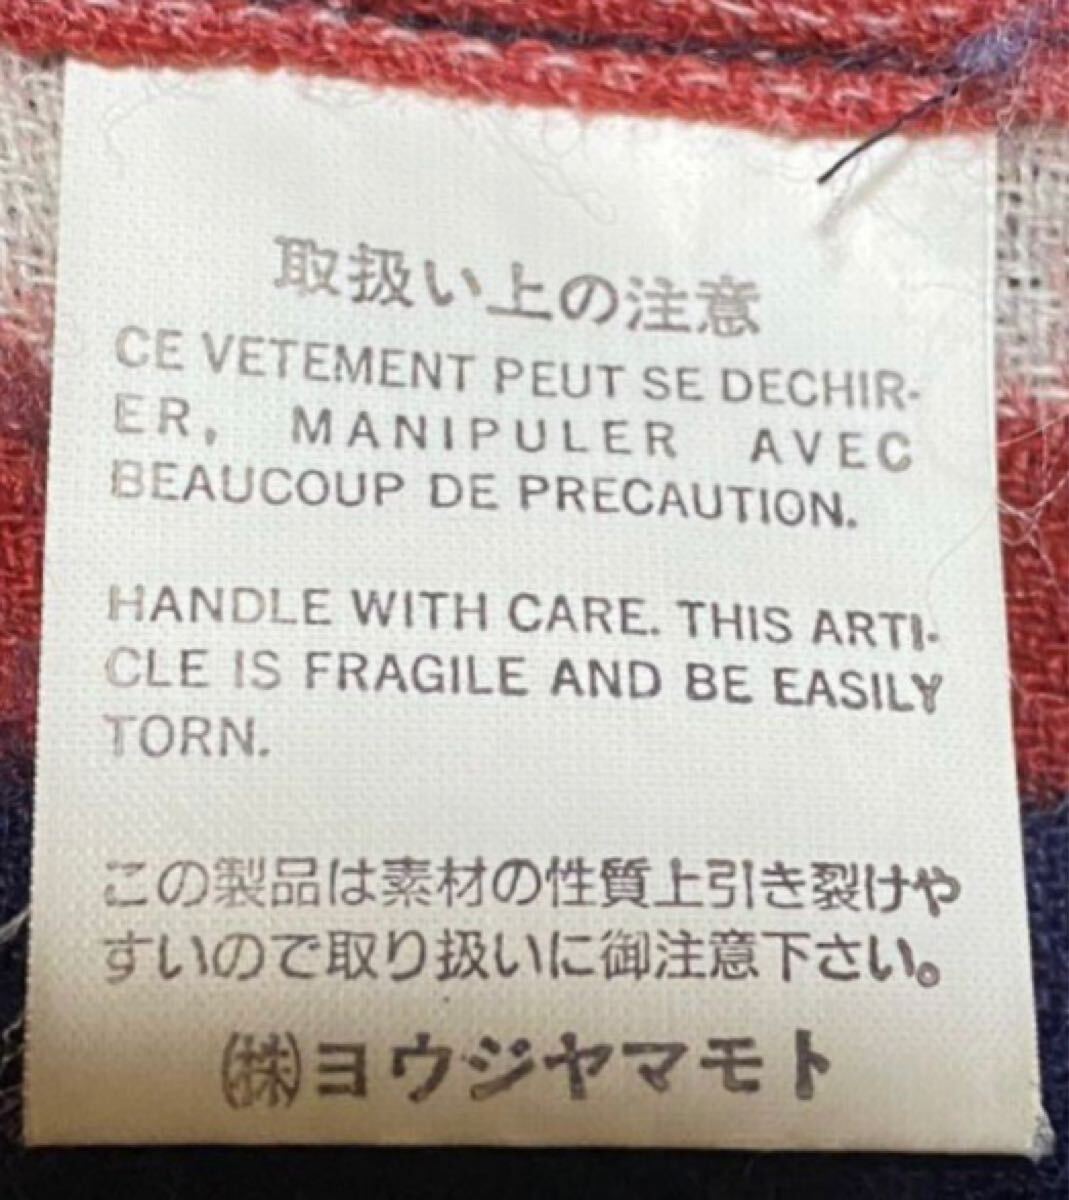 取扱い上の注意
CE VETEMENT PEUT SE DECHIR-
ER, MANIPULER AVEC
BEAUCOUP DE PRECAUTION.
HANDLE WITH CARE. THIS ARTI-
CLE IS FRAGILE AND BE EASILY
TORN.
この製品は素材の性質上引き裂けや
すいので取り扱いに御注意下さい。
㈱ヨウジヤマモト